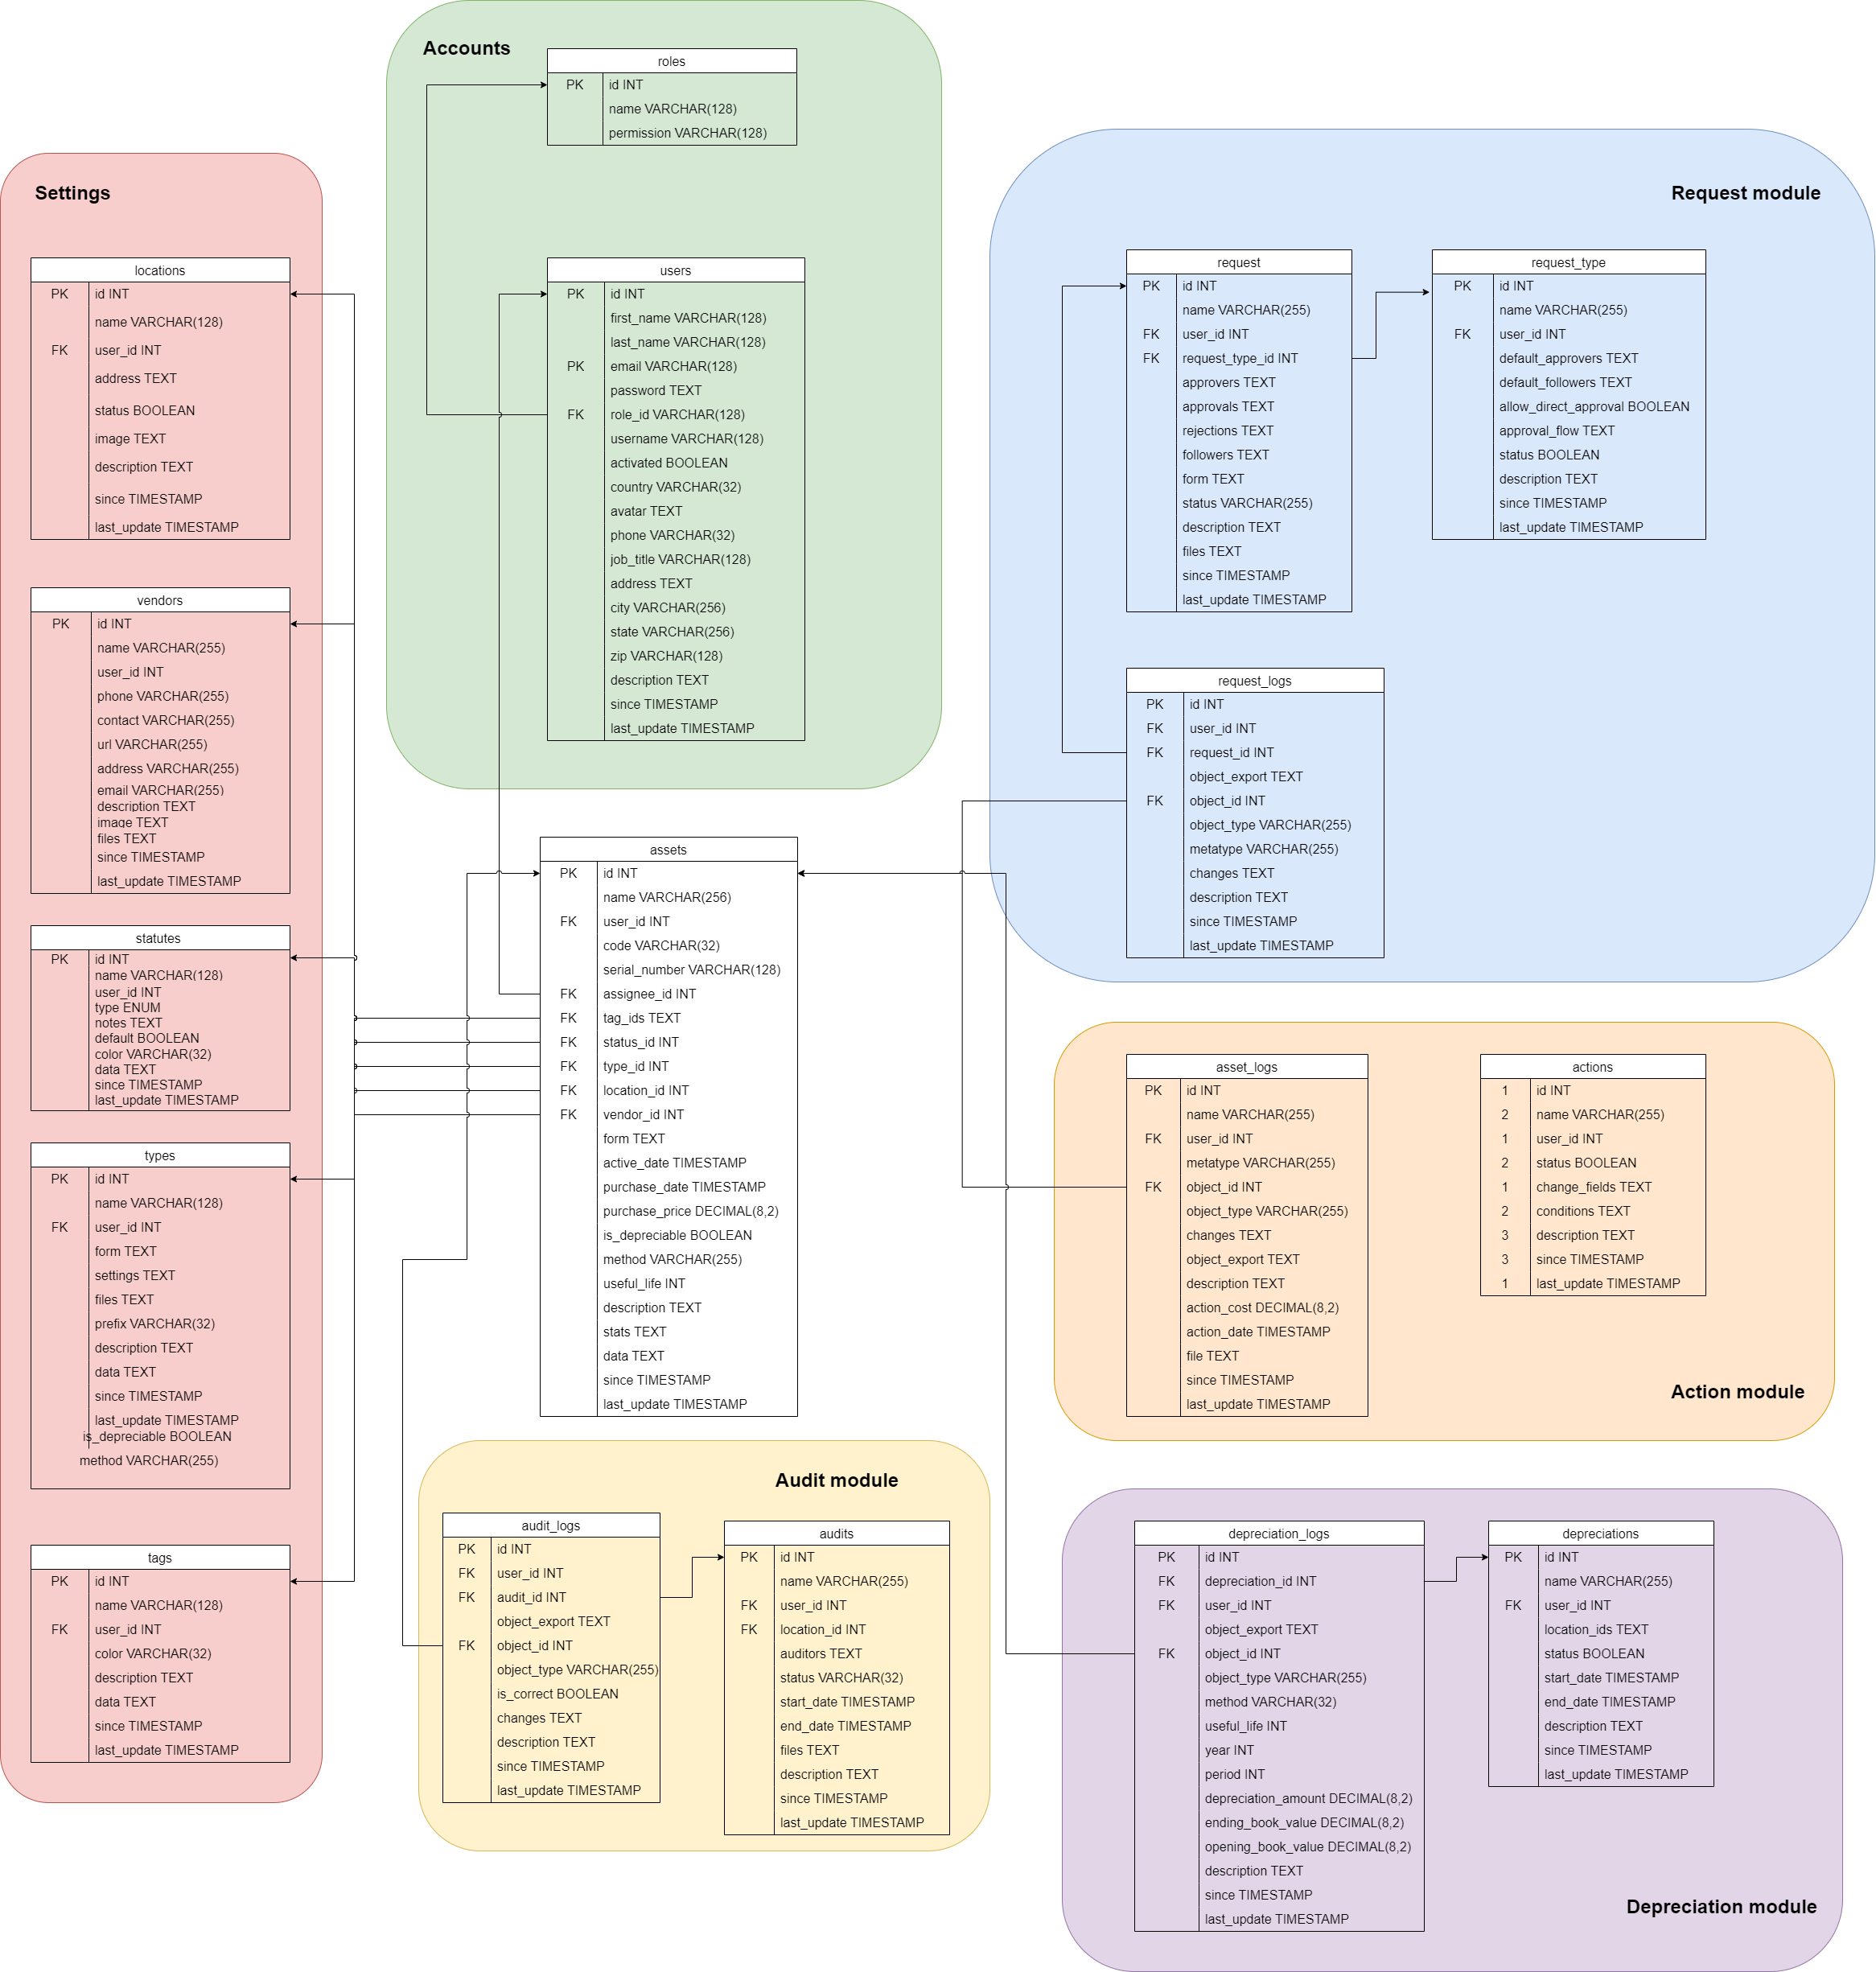 Accounts
roles
PK id INT
name VARCHAR(128)
permission VARCHAR(128)
users
PK id INT
first_name VARCHAR(128)
last_name VARCHAR(128)
PK email VARCHAR(128)
password TEXT
FK role_id VARCHAR(128)
username VARCHAR(128)
activated BOOLEAN
country VARCHAR(32)
avatar TEXT
phone VARCHAR(32)
job_title VARCHAR(128)
address TEXT
city VARCHAR(256)
state VARCHAR(256)
zip VARCHAR(128)
description TEXT
since TIMESTAMP
last_update TIMESTAMP
Settings
locations
PK id INT
name VARCHAR(128)
FK user_id INT
address TEXT
status BOOLEAN
image TEXT
description TEXT
since TIMESTAMP
last_update TIMESTAMP
vendors
PK id INT
name VARCHAR(255)
user_id INT
phone VARCHAR(255)
contact VARCHAR(255)
url VARCHAR(255)
address VARCHAR(255)
email VARCHAR(255)
description TEXT
image TEXT
files TEXT
since TIMESTAMP
last_update TIMESTAMP
statutes
PK id INT
name VARCHAR(128)
user_id INT
type ENUM
notes TEXT
default BOOLEAN
color VARCHAR(32)
data TEXT
since TIMESTAMP
last_update TIMESTAMP
types
PK id INT
name VARCHAR(128)
FK user_id INT
form TEXT
settings TEXT
files TEXT
prefix VARCHAR(32)
description TEXT
data TEXT
since TIMESTAMP
last_update TIMESTAMP
is_depreciable BOOLEAN
method VARCHAR(255)
tags
PK id INT
name VARCHAR(128)
FK user_id INT
color VARCHAR(32)
description TEXT
data TEXT
since TIMESTAMP
last_update TIMESTAMP
assets
PK id INT
name VARCHAR(256)
FK user_id INT
code VARCHAR(32)
serial_number VARCHAR(128)
FK assignee_id INT
FK tag_ids TEXT
FK status_id INT
FK type_id INT
FK location_id INT
FK vendor_id INT
form TEXT
active_date TIMESTAMP
purchase_date TIMESTAMP
purchase_price DECIMAL(8,2)
is_depreciable BOOLEAN
method VARCHAR(255)
useful_life INT
description TEXT
stats TEXT
data TEXT
since TIMESTAMP
last_update TIMESTAMP
Request module
request
PK id INT
name VARCHAR(255)
FK user_id INT
FK request_type_id INT
approvers TEXT
approvals TEXT
rejections TEXT
followers TEXT
form TEXT
status VARCHAR(255)
description TEXT
files TEXT
since TIMESTAMP
last_update TIMESTAMP
request_type
PK id INT
name VARCHAR(255)
FK user_id INT
default_approvers TEXT
default_followers TEXT
allow_direct_approval BOOLEAN
approval_flow TEXT
status BOOLEAN
description TEXT
since TIMESTAMP
last_update TIMESTAMP
request_logs
PK id INT
FK user_id INT
FK request_id INT
object_export TEXT
FK object_id INT
object_type VARCHAR(255)
metatype VARCHAR(255)
changes TEXT
description TEXT
since TIMESTAMP
last_update TIMESTAMP
asset_logs
PK id INT
name VARCHAR(255)
FK user_id INT
metatype VARCHAR(255)
FK object_id INT
object_type VARCHAR(255)
changes TEXT
object_export TEXT
description TEXT
action_cost DECIMAL(8,2)
action_date TIMESTAMP
file TEXT
since TIMESTAMP
last_update TIMESTAMP
actions
1 id INT
2 name VARCHAR(255)
1 user_id INT
2 status BOOLEAN
1 change_fields TEXT
2 conditions TEXT
3 description TEXT
3 since TIMESTAMP
1 last_update TIMESTAMP
Action module
Audit module
audit_logs
PK id INT
FK user_id INT
FK audit_id INT
object_export TEXT
FK object_id INT
object_type VARCHAR(255)
is_correct BOOLEAN
changes TEXT
description TEXT
since TIMESTAMP
last_update TIMESTAMP
audits
PK id INT
name VARCHAR(255)
FK user_id INT
FK location_id INT
auditors TEXT
status VARCHAR(32)
start_date TIMESTAMP
end_date TIMESTAMP
files TEXT
description TEXT
since TIMESTAMP
last_update TIMESTAMP
depreciation_logs
PK id INT
FK depreciation_id INT
FK user_id INT
object_export TEXT
FK object_id INT
object_type VARCHAR(255)
method VARCHAR(32)
useful_life INT
year INT
period INT
depreciation_amount DECIMAL(8,2)
ending_book_value DECIMAL(8,2)
opening_book_value DECIMAL(8,2)
description TEXT
since TIMESTAMP
last_update TIMESTAMP
depreciations
PK id INT
name VARCHAR(255)
FK user_id INT
location_ids TEXT
status BOOLEAN
start_date TIMESTAMP
end_date TIMESTAMP
description TEXT
since TIMESTAMP
last_update TIMESTAMP
Depreciation module